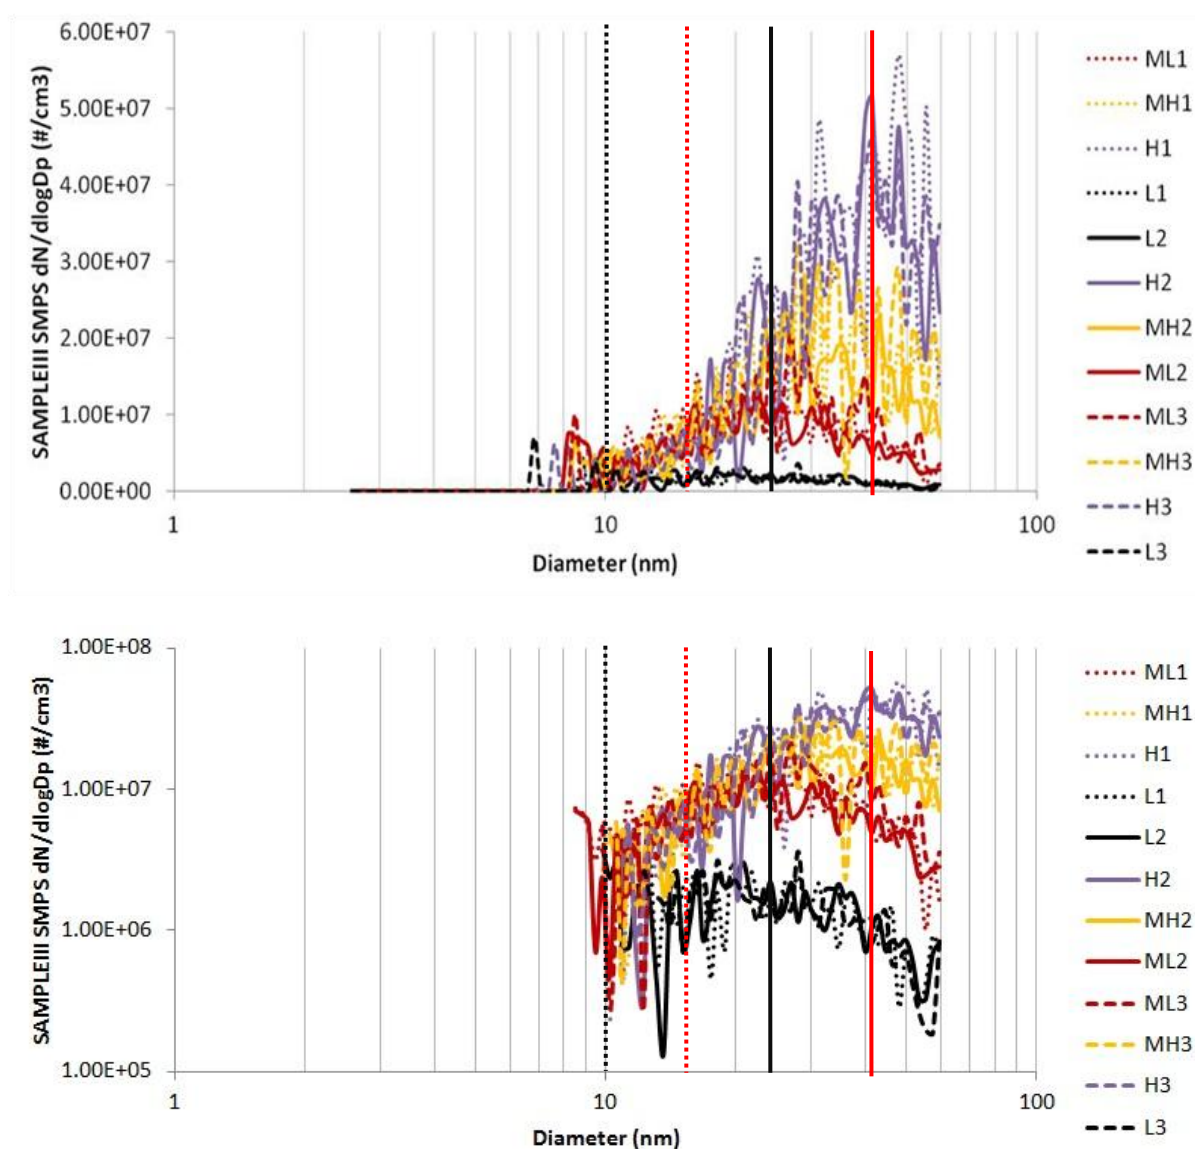 SAMPLEIII SMPS dN/dlogDp (#/cm3)
6.00E+07
5.00E+07
4.00E+07
3.00E+07
2.00E+07
1.00E+07
0.00E+00
1
10
100
Diameter (nm)
ML1
MH1
H1
L1
L2
H2
MH2
ML2
ML3
MH3
H3
L3
SAMPLEIII SMPS dN/dlogDp (#/cm3)
1.00E+08
1.00E+07
1.00E+06
1.00E+05
1
10
100
Diameter (nm)
ML1
MH1
H1
L1
L2
H2
MH2
ML2
ML3
MH3
H3
L3